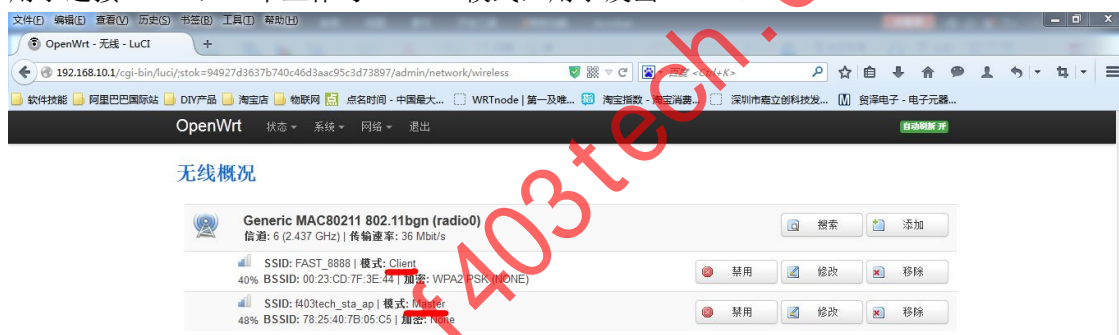 文件(F) 编辑(E) 查看(V) 历史(S) 书签(B) 工具(T) 帮助(H)
OpenWrt - 无线 - LuCI
192.168.10.1/cgi-bin/luci/;stok=94927d3637b740c46d3aac95c3d73897/admin/network/wireless
百度 <Ctrl+K>
软件技能 阿里巴巴国际站 DIY产品 淘宝店 物联网 点名时间 - 中国最大... WRTnode | 第一及唯... 淘宝指数 - 淘宝消费... 深圳市嘉立创科技发... 贸泽电子 - 电子元器...
OpenWrt 状态 系统 网络 退出 自动刷新 开
无线概况
Generic MAC80211 802.11bgn (radio0) 搜索 添加
信道: 6 (2.437 GHz) | 传输速率: 36 Mbit/s
SSID: FAST_8888 | 模式: Client
40% BSSID: 00:23:CD:7F:3E:44 | 加密: WPA2 PSK (NONE) 禁用 修改 移除
SSID: f403tech_sta_ap | 模式: Master
48% BSSID: 78:25:40:7B:05:C5 | 加密: None 禁用 修改 移除
f403tech.